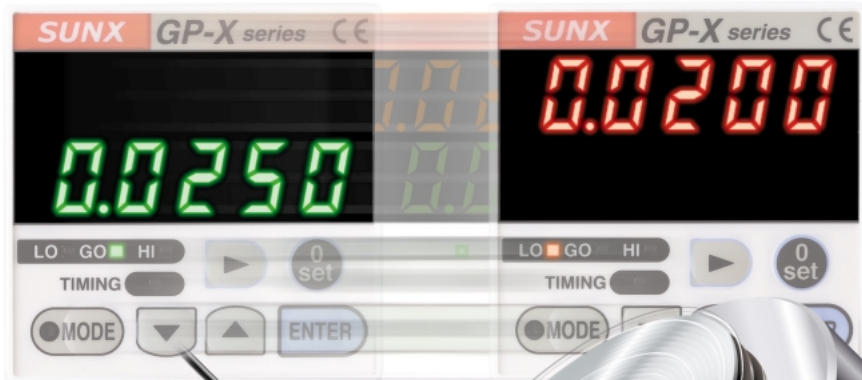 SUNX GP-X series CE
0.0250
LO GO HI
TIMING
0
set
MODE
ENTER
SUNX GP-X series CE
0.0200
LO GO HI
TIMING
0
set
MODE